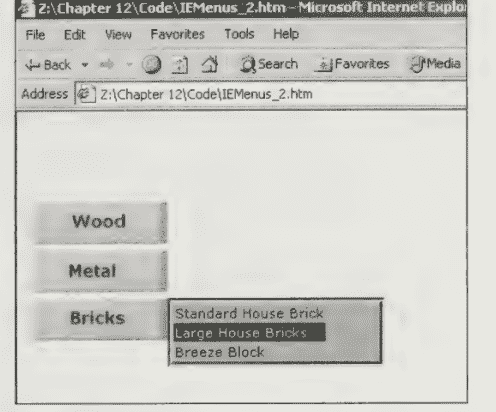 Z:\Chapter 12\Code\IEMenus_2.htm - Microsoft Internet Explo
File Edit View Favorites Tools Help
Back Search Favorites Media
Address Z:\Chapter 12\Code\IEMenus_2.htm
Wood
Metal
Bricks
Standard House Brick
Large House Bricks
Breeze Block